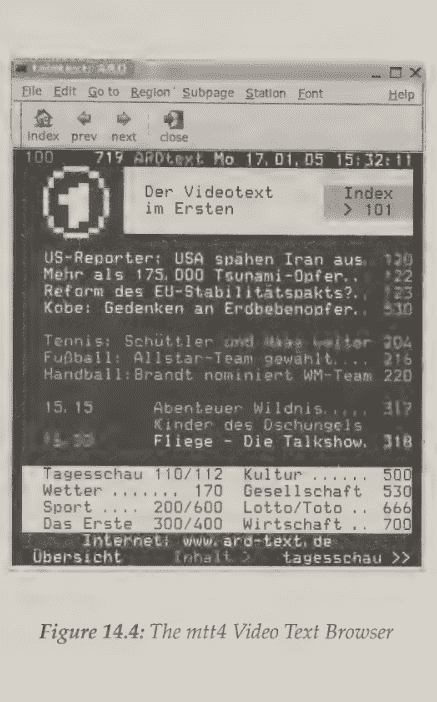 File Edit Go to Region Subpage Station Font Help
index prev next close
100 719 ARDtext Mo 17.01.05 15:32:11
1
Der Videotext
im Ersten
Index
> 101
US-Reporter: USA spähen Iran aus 120
Mehr als 175.000 Tsunami-Opfer.. 122
Reform des EU-Stabilitätspakts?. 125
Kobe: Gedenken an Erdbebenopfer.. 530
Tennis: Schüttler und Haas weiter 204
Fußball: Allstar-Team gewählt.... 216
Handball:Brandt nominiert WM-Team 220
15.15 Abenteuer Wildnis..... 317
Kinder des Dschungels
Fliege - Die Talkshow. 318
Tagesschau 110/112 Kultur ...... 500
Wetter ....... 170 Gesellschaft 530
Sport .... 200/600 Lotto/Toto .. 666
Das Erste 300/400 Wirtschaft .. 700
Internet: www.ard-text.de
Übersicht Inhalt > tagesschau >>
Figure 14.4: The mtt4 Video Text Browser